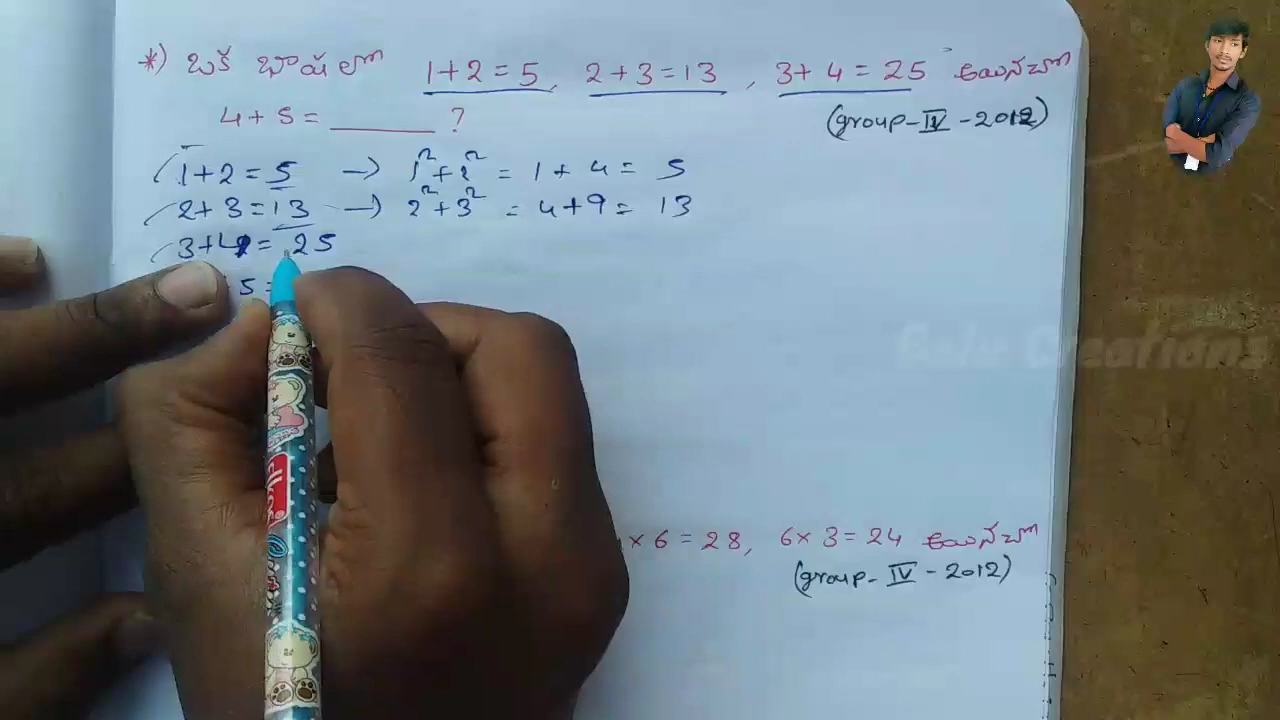 *) ఒక భాషలో 1+2=5, 2+3=13, 3+4=25 అయినచో
(group-IV-2012)
4+5= ______ ?
1+2=5 → 1²+2² = 1+4= 5
2+3=13 → 2²+3² = 4+9= 13
3+4= 25
5=
×6=28, 6×3=24 అయినచో
(group-IV-2012)
Creations